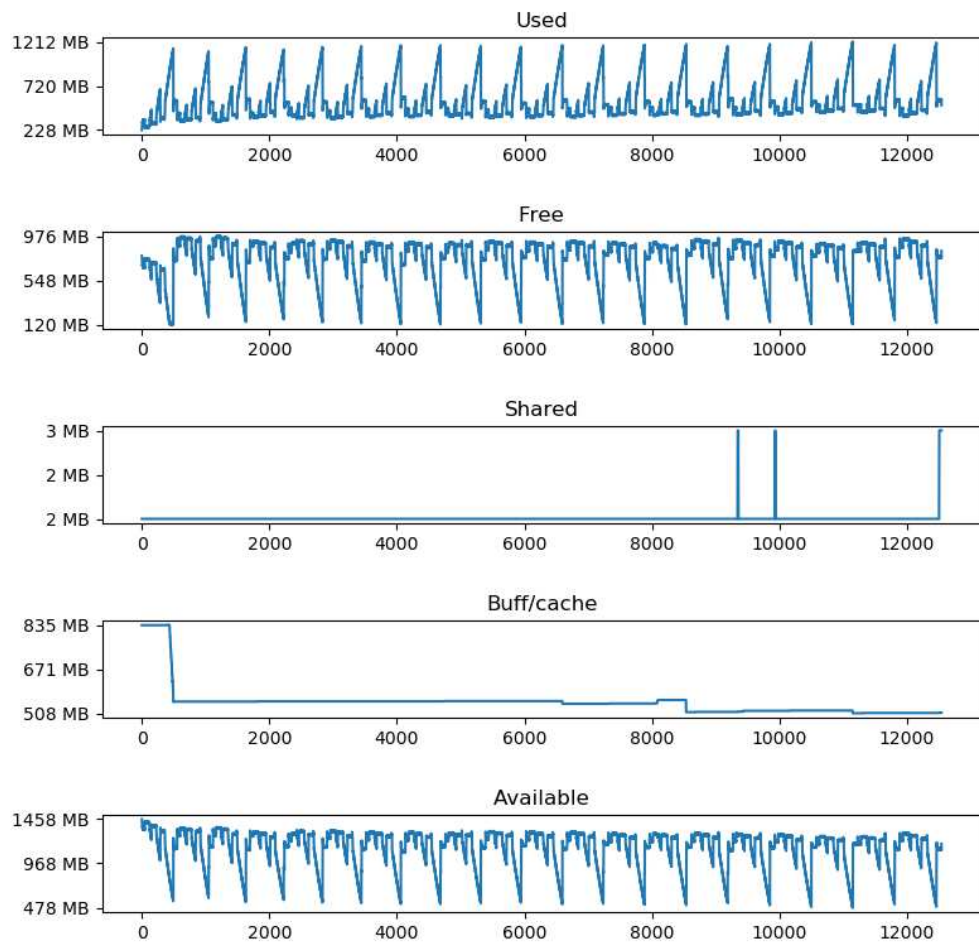 Used
1212 MB
720 MB
228 MB
0 2000 4000 6000 8000 10000 12000
Free
976 MB
548 MB
120 MB
0 2000 4000 6000 8000 10000 12000
Shared
3 MB
2 MB
2 MB
0 2000 4000 6000 8000 10000 12000
Buff/cache
835 MB
671 MB
508 MB
0 2000 4000 6000 8000 10000 12000
Available
1458 MB
968 MB
478 MB
0 2000 4000 6000 8000 10000 12000